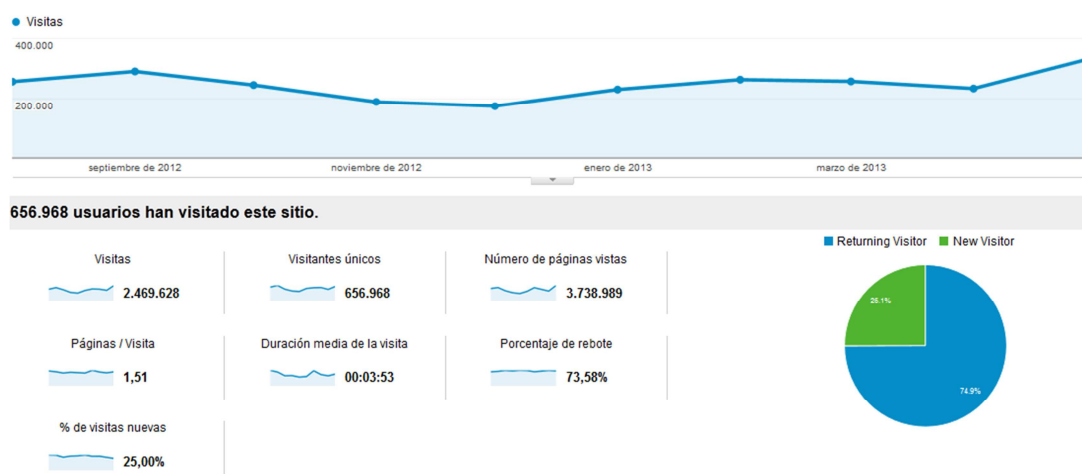 Visitas
400.000
200.000
septiembre de 2012 noviembre de 2012 enero de 2013 marzo de 2013
656.968 usuarios han visitado este sitio.
Returning Visitor New Visitor
Visitas Visitantes únicos Número de páginas vistas
2.469.628 656.968 3.738.989
25.1%
Páginas / Visita Duración media de la visita Porcentaje de rebote
1,51 00:03:53 73,58%
74.9%
% de visitas nuevas
25,00%